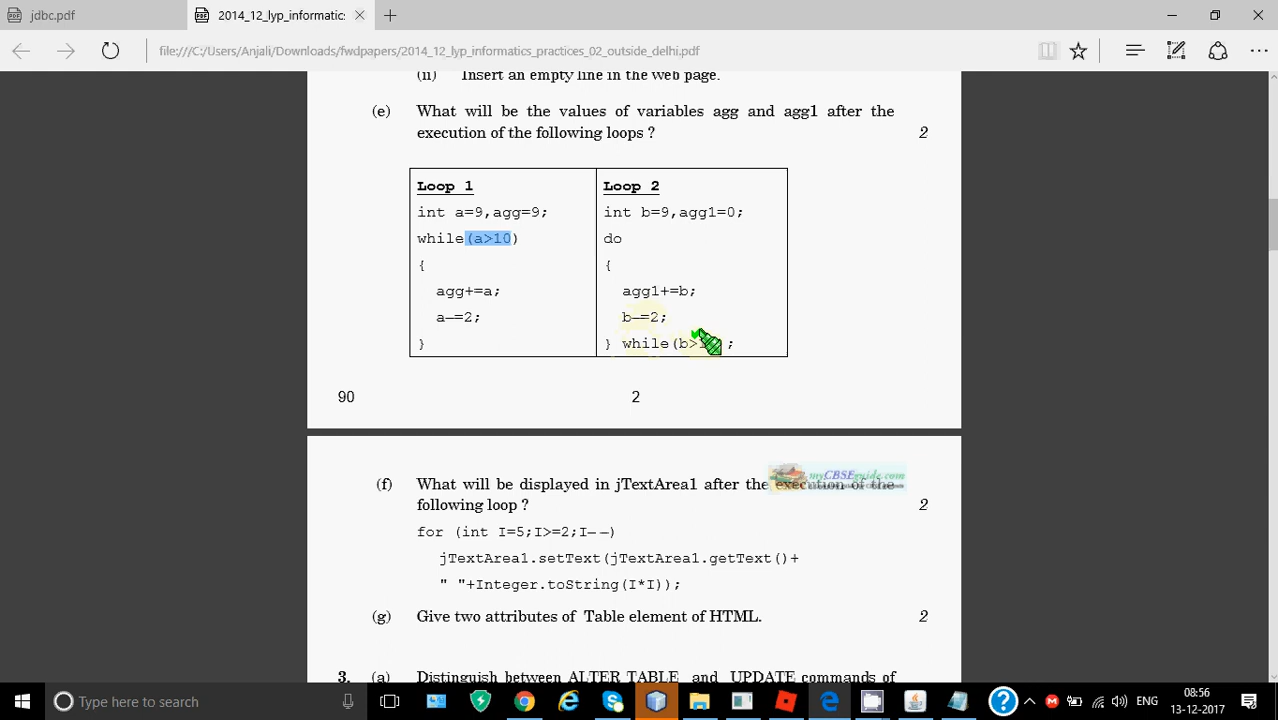 jdbc.pdf
2014_12_lyp_informatic:
file:///C:/Users/Anjali/Downloads/fwdpapers/2014_12_lyp_informatics_practices_02_outside_delhi.pdf
(ii) Insert an empty line in the web page.
(e) What will be the values of variables agg and agg1 after the
execution of the following loops ? 2
Loop 1
int a=9,agg=9;
while(a>10)
{
agg+=a;
a–=2;
}
Loop 2
int b=9,agg1=0;
do
{
agg1+=b;
b–=2;
} while(b> ;
90 2
(f) What will be displayed in jTextArea1 after the execution of the
following loop ? 2
myCBSEguide.com
for (int I=5;I>=2;I––)
jTextArea1.setText(jTextArea1.getText()+
" "+Integer.toString(I*I));
(g) Give two attributes of Table element of HTML. 2
3. (a) Distinguish between ALTER TABLE and UPDATE commands of
Type here to search
ENG
08:56
13-12-2017